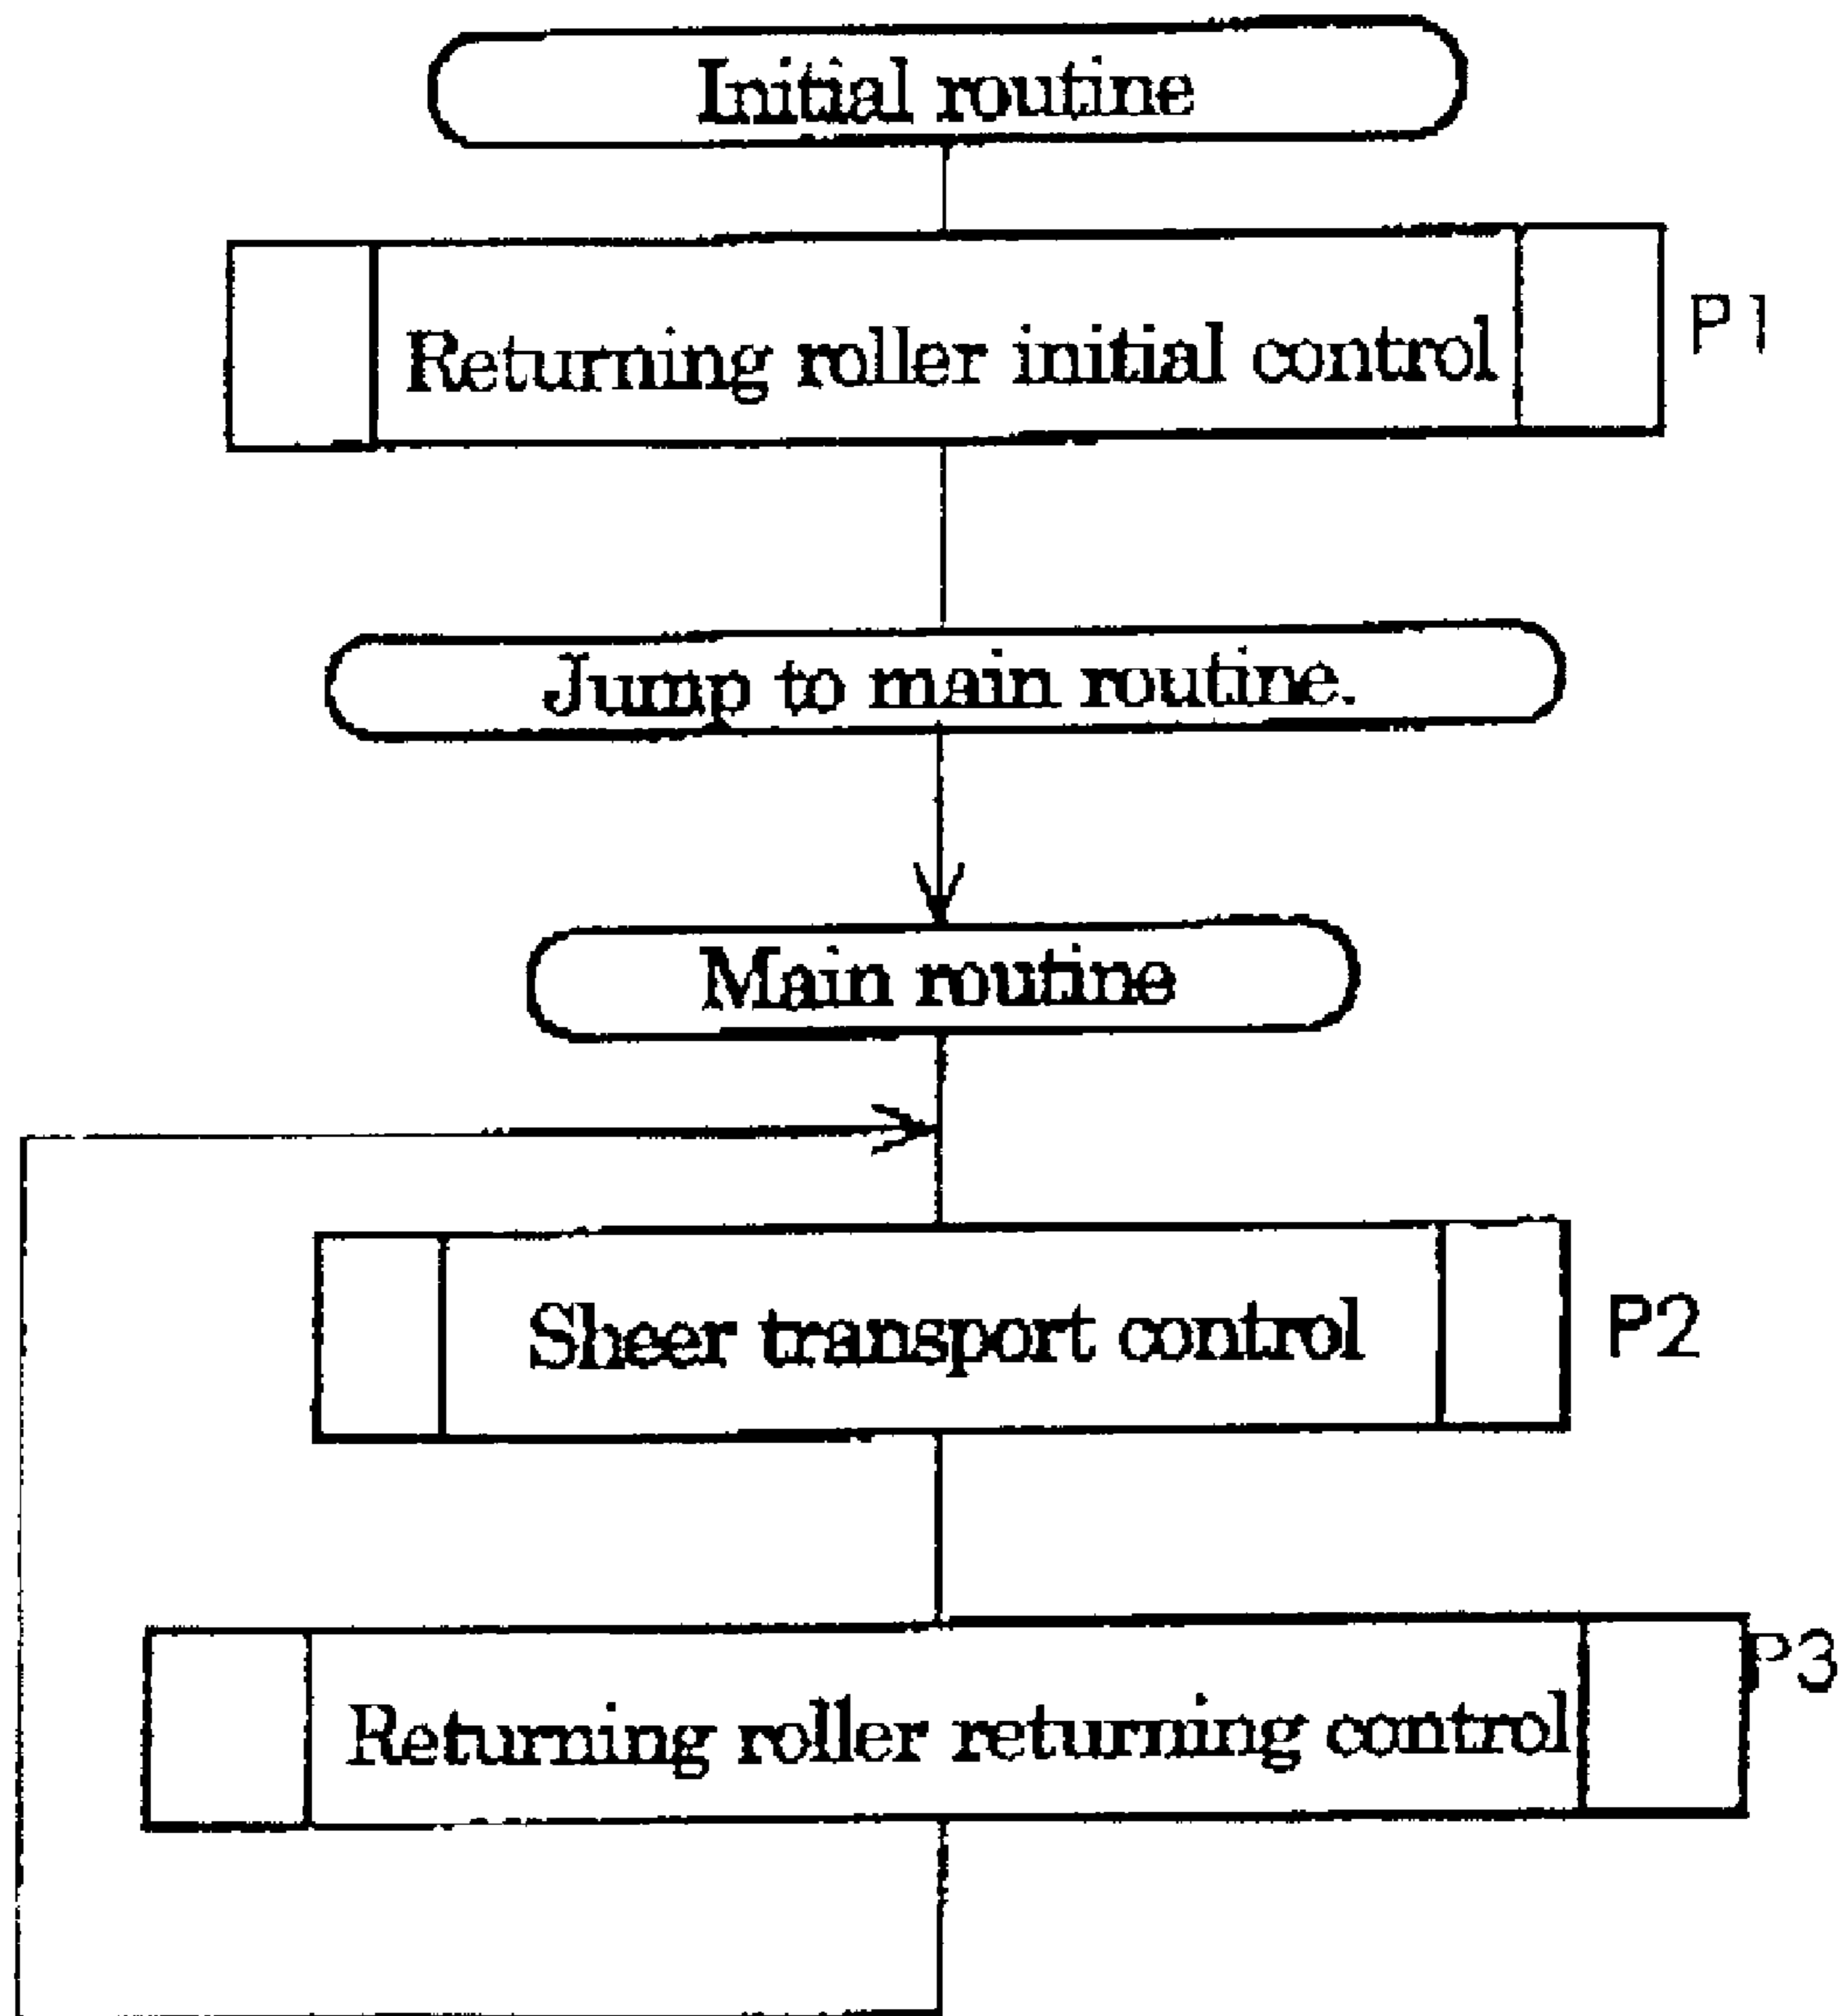 Initial routine
Returning roller initial control
P1
Jump to main routine.
Main routine
Sheer transport control
P2
Returning roller returning control
P3